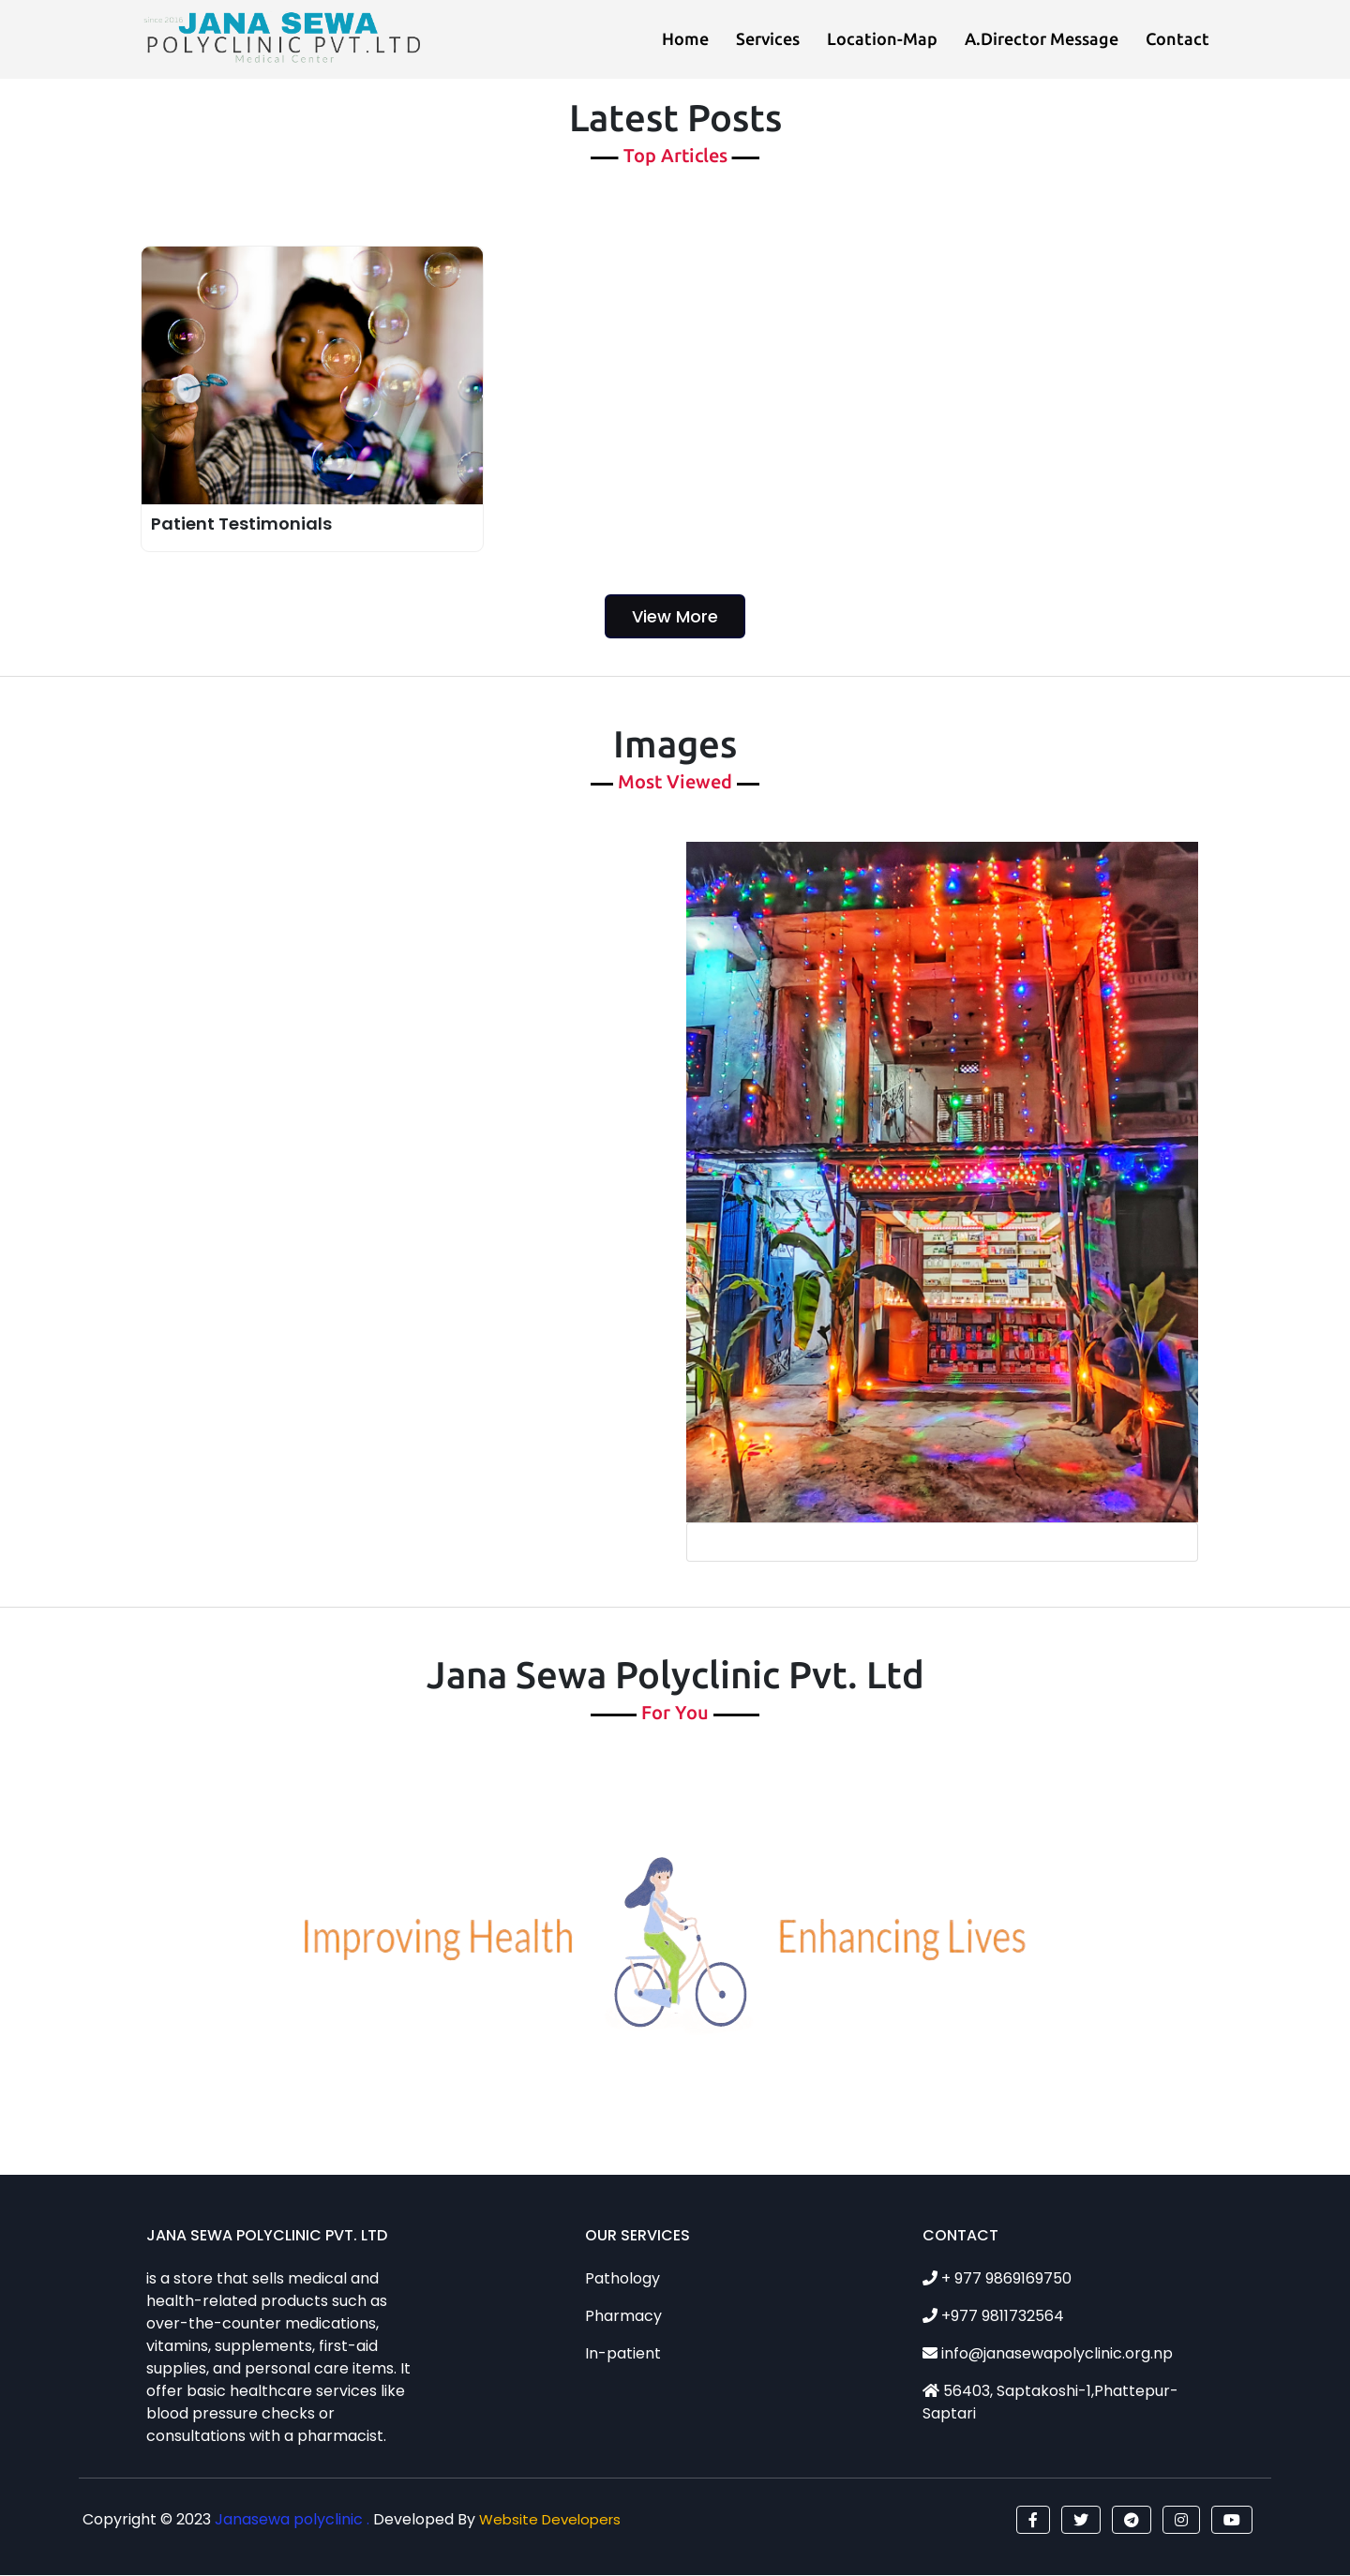 since 2016
JANA SEWA
POLYCLINIC PVT.LTD
Medical Center
Home Services Location-Map A.Director Message Contact
Latest Posts
Top Articles
Patient Testimonials
View More
Images
Most Viewed
Jana Sewa Polyclinic Pvt. Ltd
For You
Improving Health Enhancing Lives
JANA SEWA POLYCLINIC PVT. LTD
is a store that sells medical and
health-related products such as
over-the-counter medications,
vitamins, supplements, first-aid
supplies, and personal care items. It
offer basic healthcare services like
blood pressure checks or
consultations with a pharmacist.
OUR SERVICES
Pathology
Pharmacy
In-patient
CONTACT
+ 977 9869169750
+977 9811732564
info@janasewapolyclinic.org.np
56403, Saptakoshi-1,Phattepur-
Saptari
Copyright © 2023 Janasewa polyclinic . Developed By Website Developers